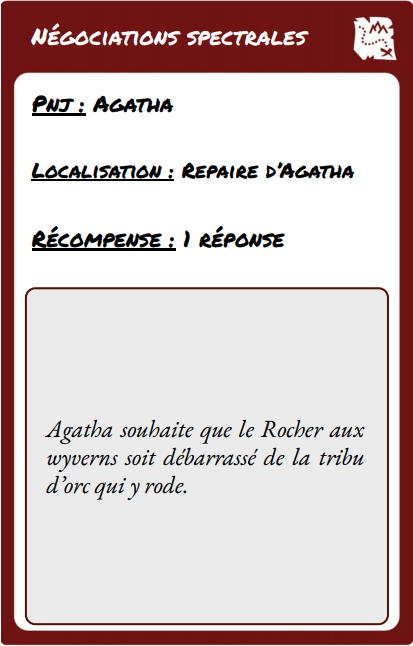 Négociations spectrales
Pnj : Agatha
Localisation : Repaire d'Agatha
Récompense : 1 réponse
Agatha souhaite que le Rocher aux
wyverns soit débarrassé de la tribu
d'orc qui y rode.